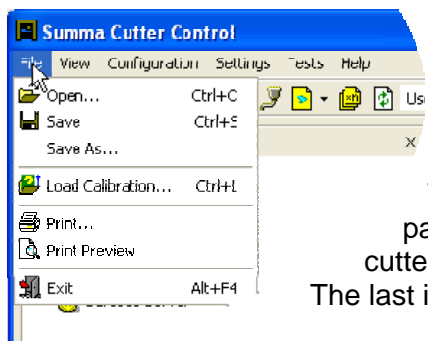 Summa Cutter Control
File View Configuration Settings Tests Help
Open... Ctrl+O
Save Ctrl+S
Save As...
Load Calibration... Ctrl+L
Print...
Print Preview
Exit Alt+F4
pa
cutte
The last i